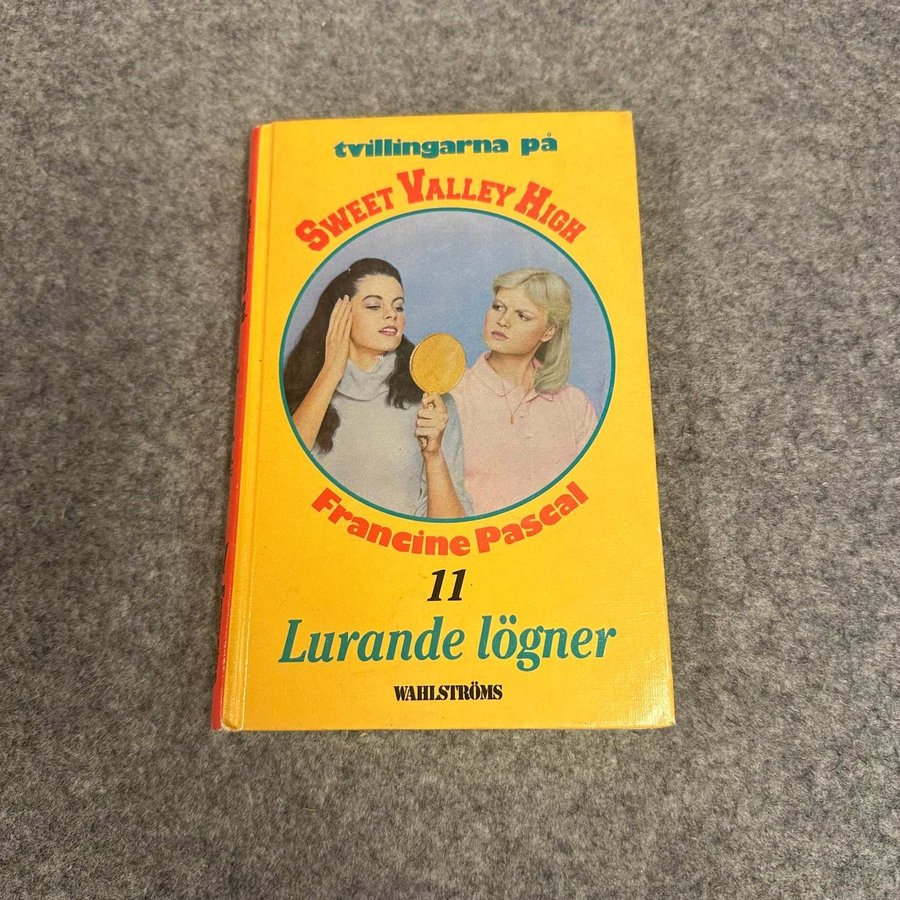 tvillingarna på
SWEET VALLEY HIGH
Francine Pascal
11
Lurande lögner
WAHLSTRÖMS